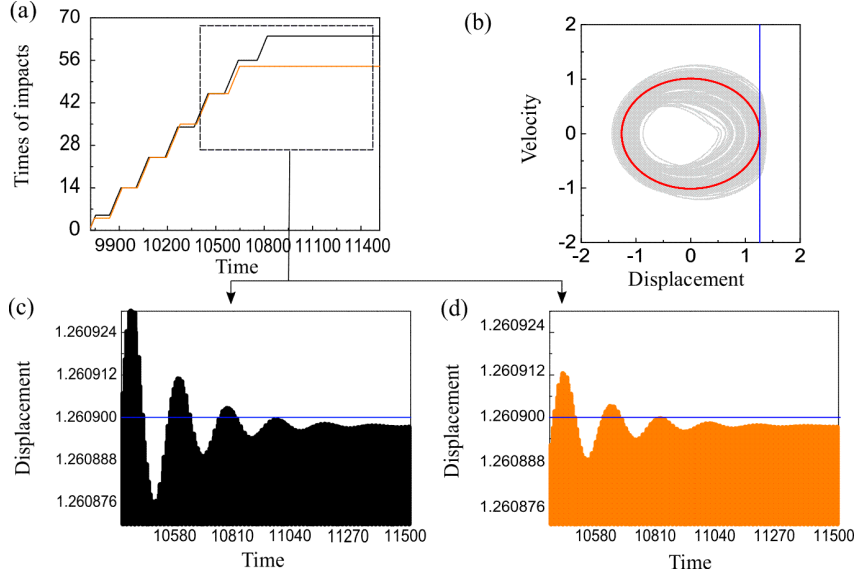 (a)
Times of impacts
70
56
42
28
14
0
9900 10200 10500 10800 11100 11400
Time
(b)
Velocity
2
1
0
-1
-2
-2 -1 0 1 2
Displacement
(c)
Displacement
1.260924
1.260912
1.260900
1.260888
1.260876
10580 10810 11040 11270 11500
Time
(d)
Displacement
1.260924
1.260912
1.260900
1.260888
1.260876
10580 10810 11040 11270 11500
Time